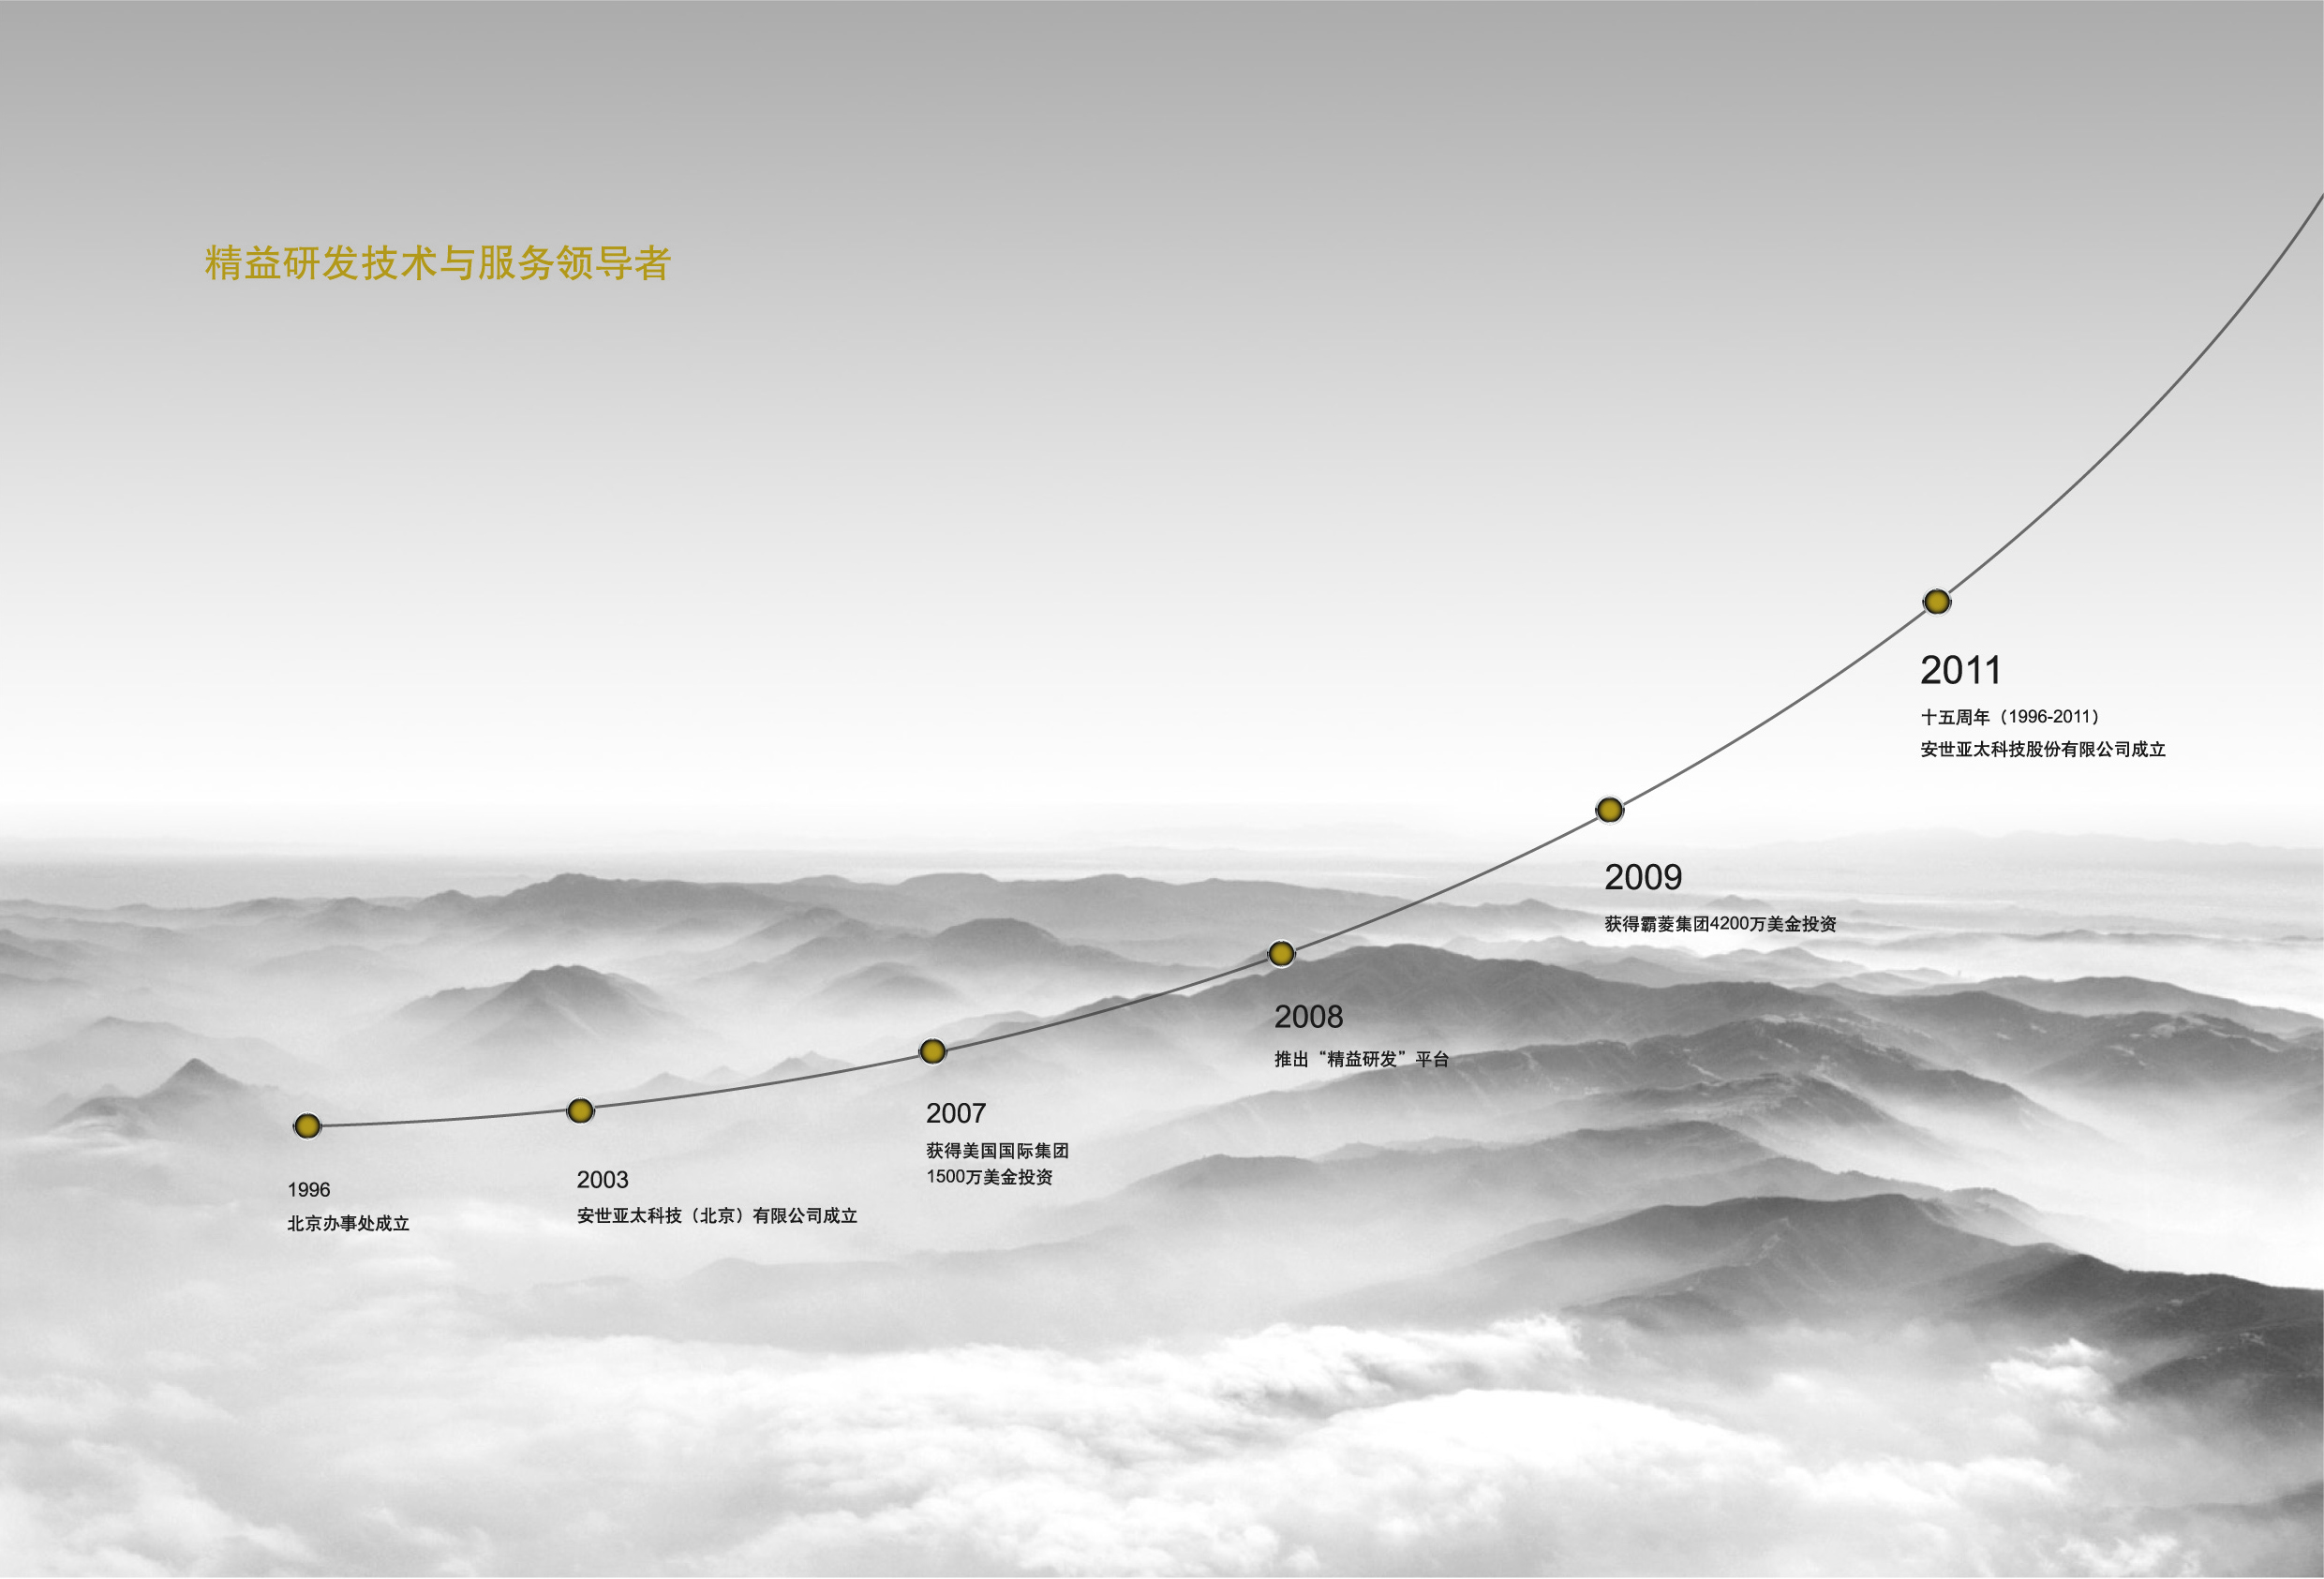 精益研发技术与服务领导者
1996
北京办事处成立
2003
安世亚太科技（北京）有限公司成立
2007
获得美国国际集团
1500万美金投资
2008
推出“精益研发”平台
2009
获得霸菱集团4200万美金投资
2011
十五周年（1996-2011）
安世亚太科技股份有限公司成立